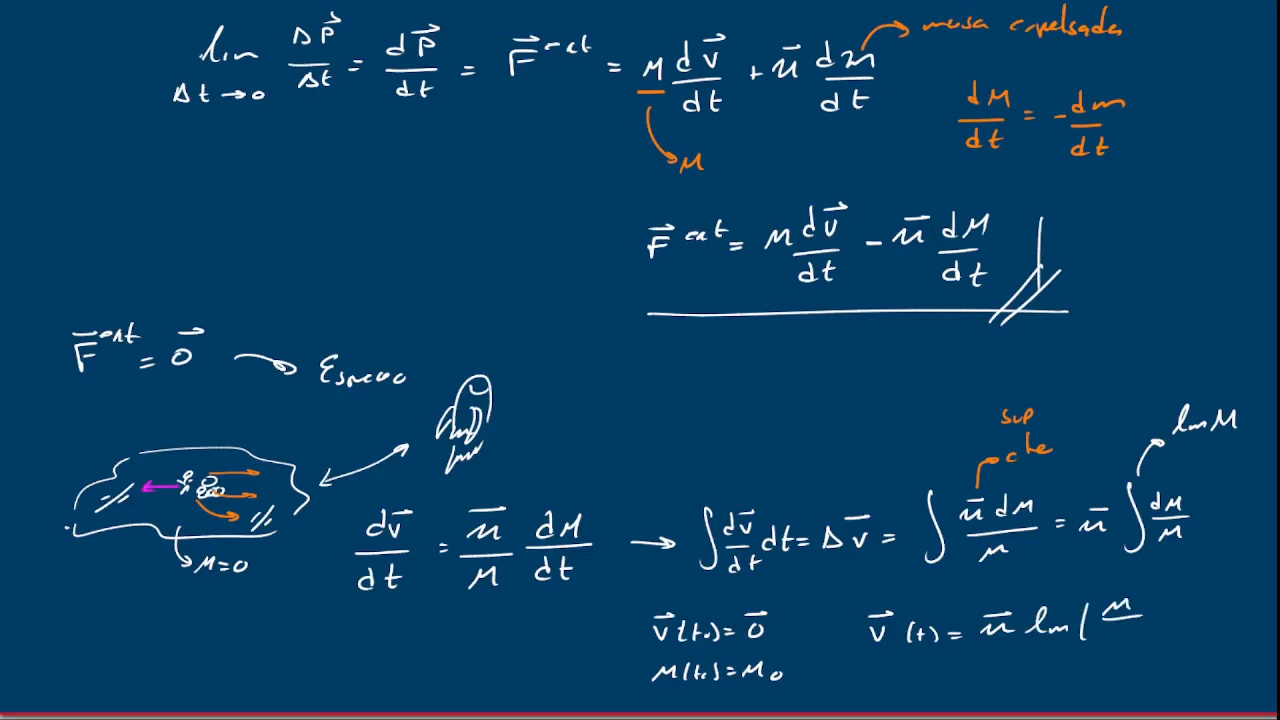 lim Δt→0 ΔP⃗/Δt = dP⃗/dt = F⃗ ext = M dv⃗/dt + ū dm/dt → masa expulsada
M
dM/dt = - dm/dt
F⃗ ext = M dv⃗/dt - ū dM/dt
F⃗ ext = 0⃗ → Espacio
μ=0
dv⃗/dt = ū/M dM/dt → ∫ dv⃗/dt dt = Δv⃗ = ∫ ū dM/M = ū ∫ dM/M
sup cte
ln M
v⃗(t₀) = 0⃗
M(t₀) = M₀
v⃗(t) = ū ln( M